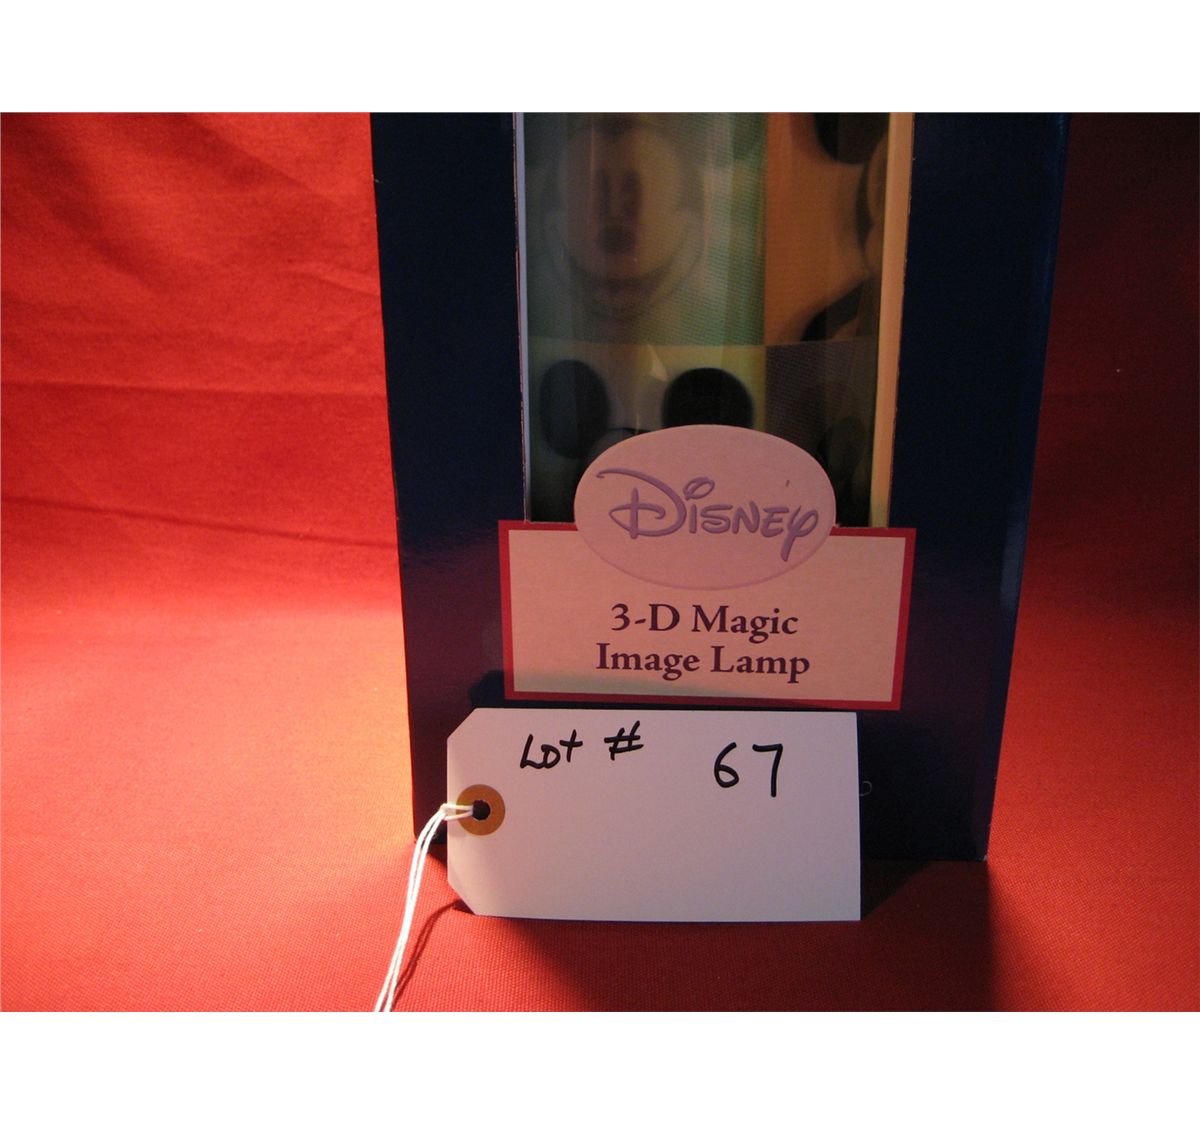 Disney
3-D Magic
Image Lamp
Lot # 67